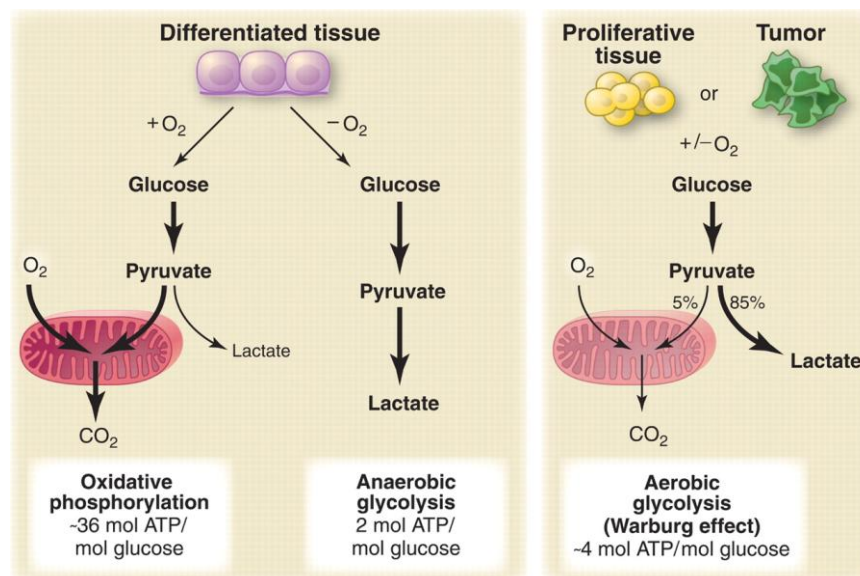 Differentiated tissue
+O₂
−O₂
Glucose
Glucose
O₂
Pyruvate
Pyruvate
Lactate
Lactate
CO₂
Oxidative
phosphorylation
~36 mol ATP/
mol glucose
Anaerobic
glycolysis
2 mol ATP/
mol glucose
Proliferative
tissue
or
Tumor
+/−O₂
Glucose
O₂
Pyruvate
5%
85%
Lactate
CO₂
Aerobic
glycolysis
(Warburg effect)
~4 mol ATP/mol glucose